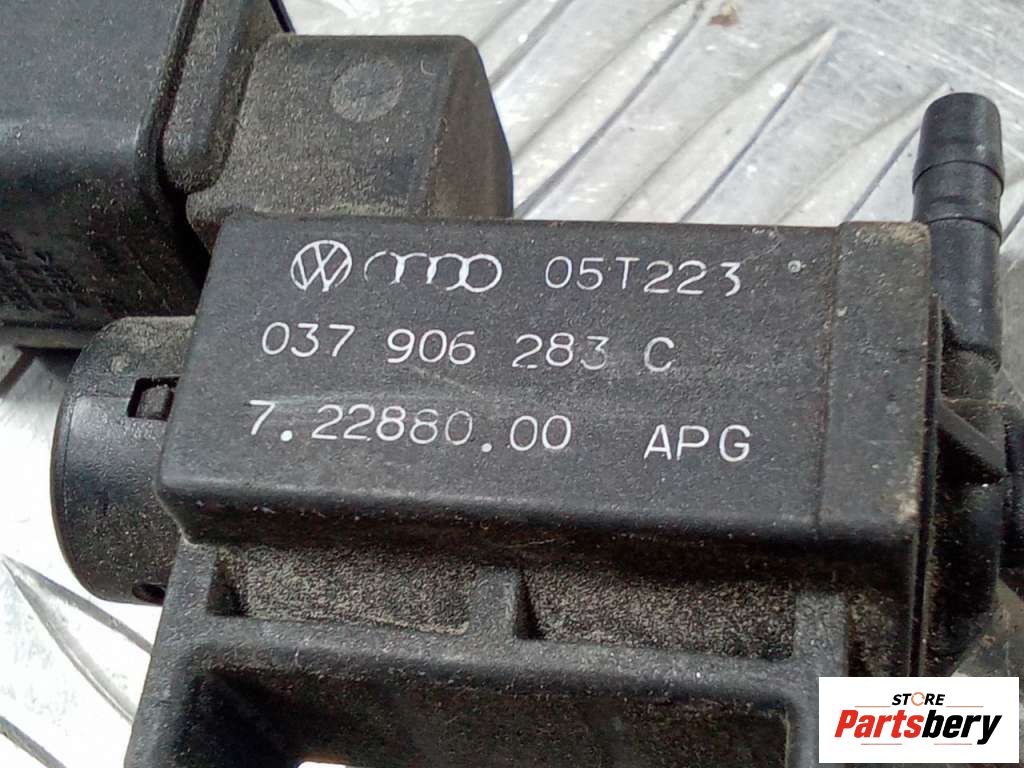 05T223
037 906 283 C
7.22880.00 APG
STORE
Partsbery